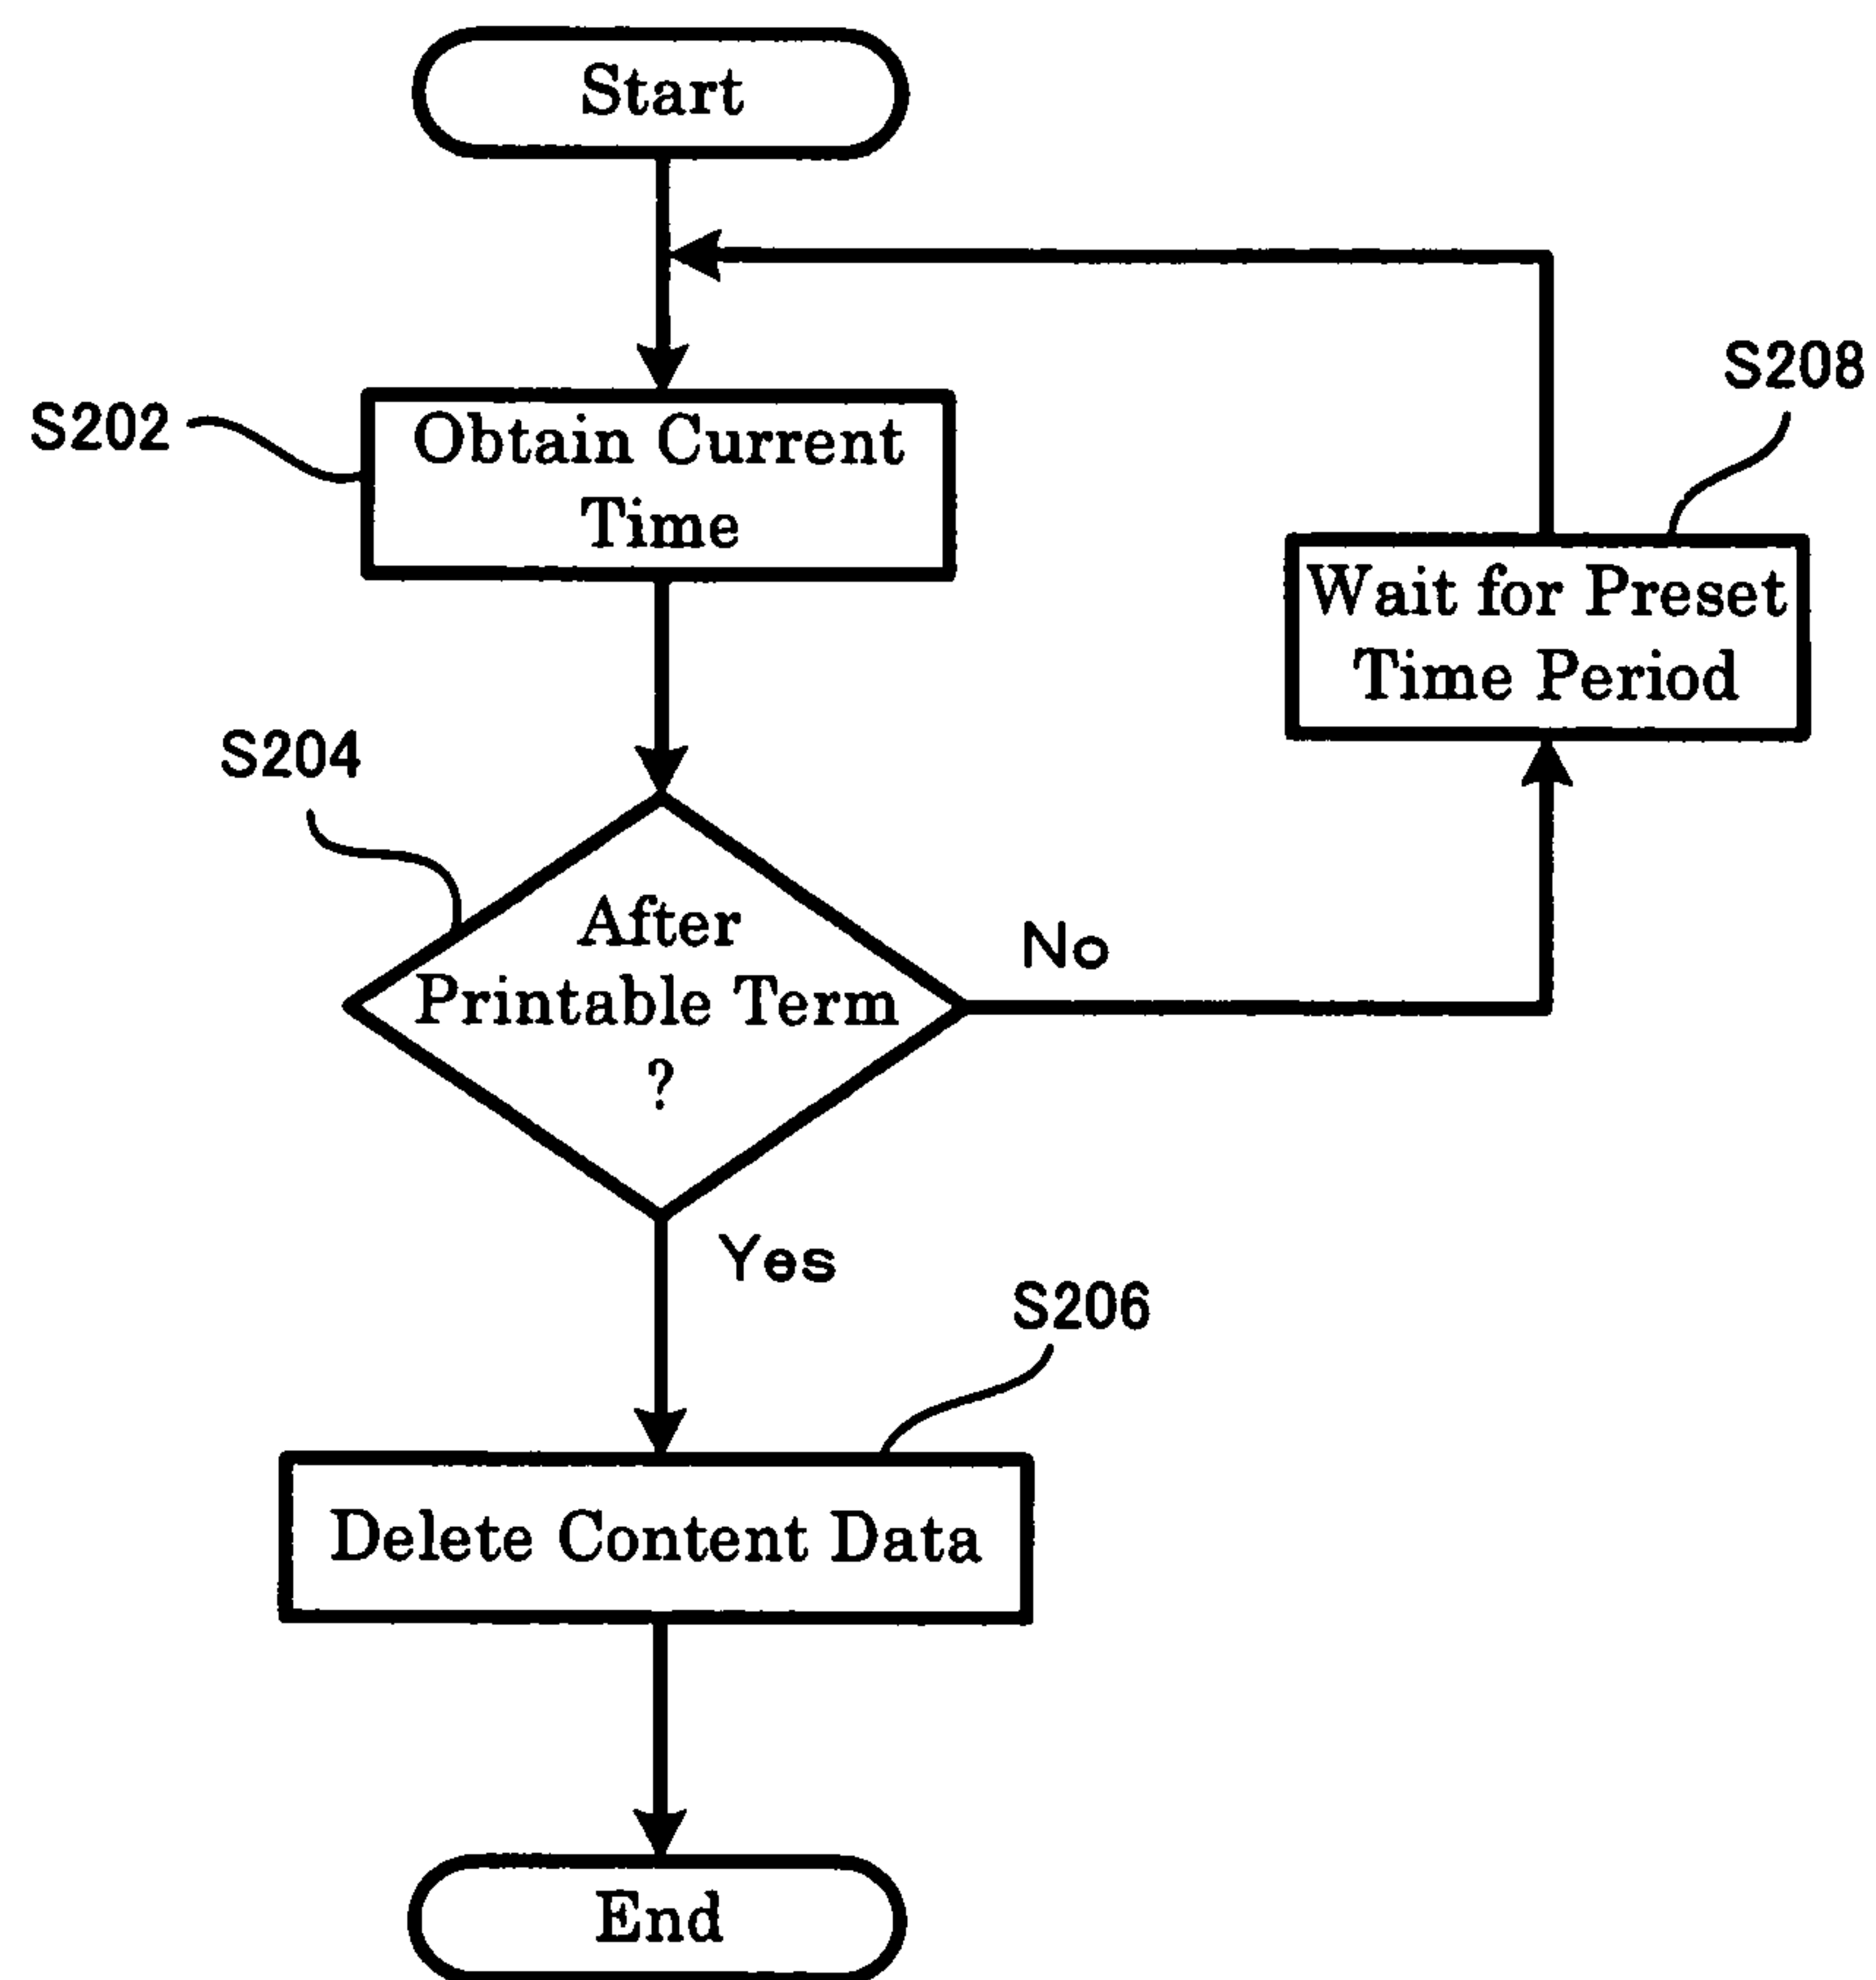 Start
S202
Obtain Current
Time
S208
Wait for Preset
Time Period
S204
After
Printable Term
?
No
Yes
S206
Delete Content Data
End